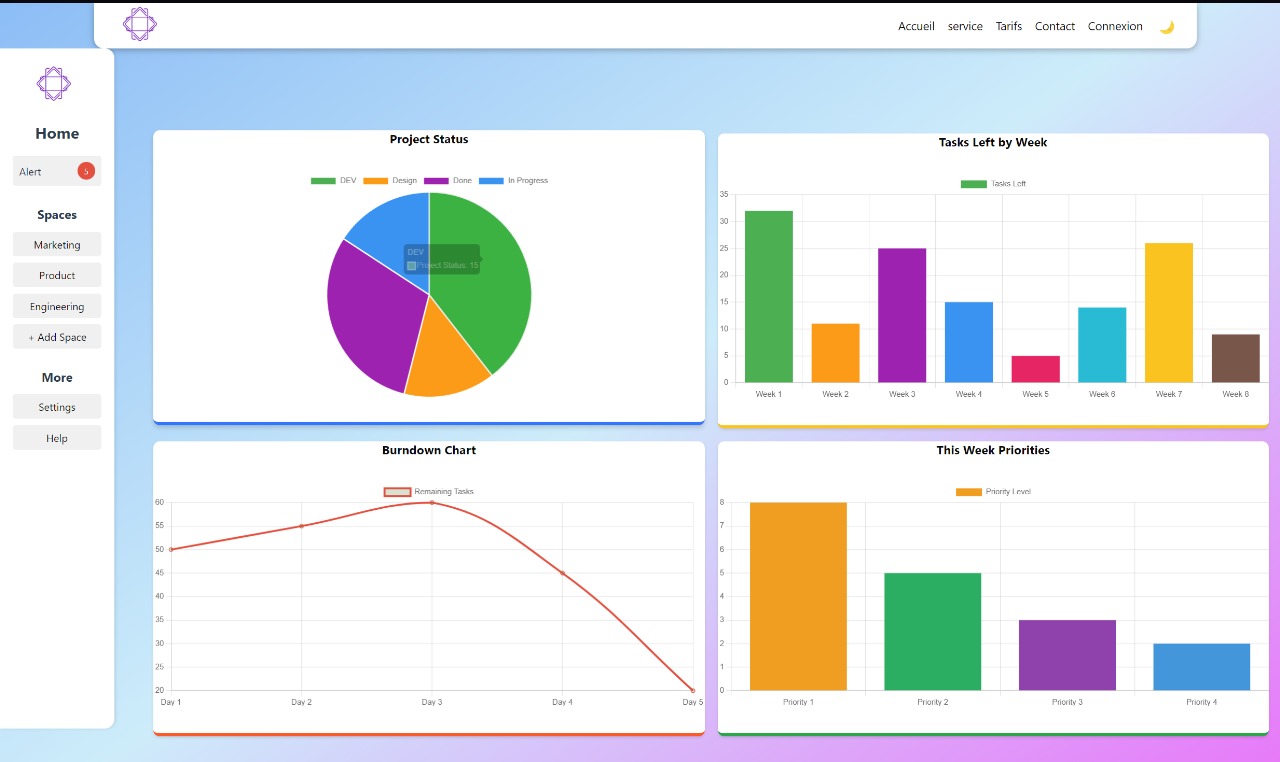 Accueil service Tarifs Contact Connexion
Home
Alert 5
Spaces
Marketing
Product
Engineering
+ Add Space
More
Settings
Help
Project Status
DEV Design Done In Progress
DEV
Project Status: 15
Tasks Left by Week
Tasks Left
35
30
25
20
15
10
5
0
Week 1 Week 2 Week 3 Week 4 Week 5 Week 6 Week 7 Week 8
Burndown Chart
Remaining Tasks
60
55
50
45
40
35
30
25
20
Day 1 Day 2 Day 3 Day 4 Day 5
This Week Priorities
Priority Level
8
7
6
5
4
3
2
1
0
Priority 1 Priority 2 Priority 3 Priority 4